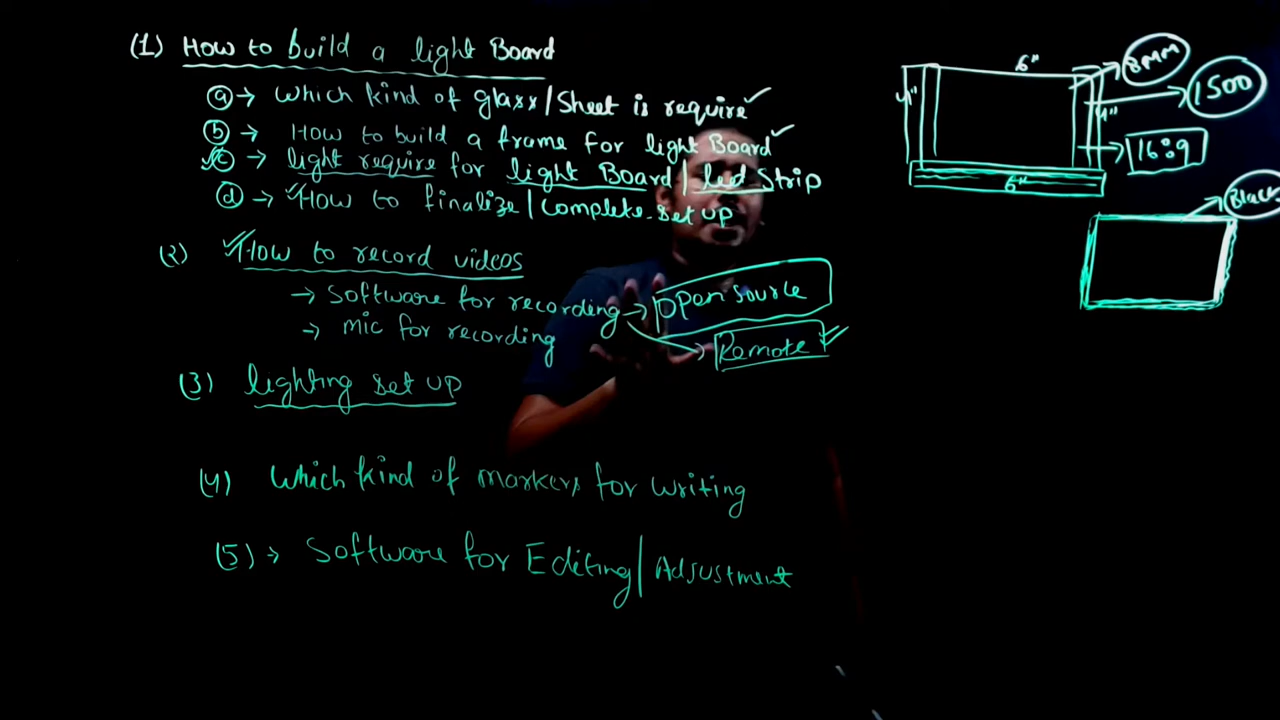 (1) How to build a light Board
(a) → Which kind of glass/Sheet is require ✓
(b) → How to build a frame for light Board ✓
✓(c) → light require for light Board/led Strip
(d) → ✓How to finalize/Complete set up
(2) ✓How to record videos
→ Software for recording → Open source
→ mic for recording → Remote ✓
(3) lighting set up
(4) Which kind of markers for writing
(5) → Software for Editing/Adjustment
6"
8MM
4"
4"
1500
16:9
6"
Black